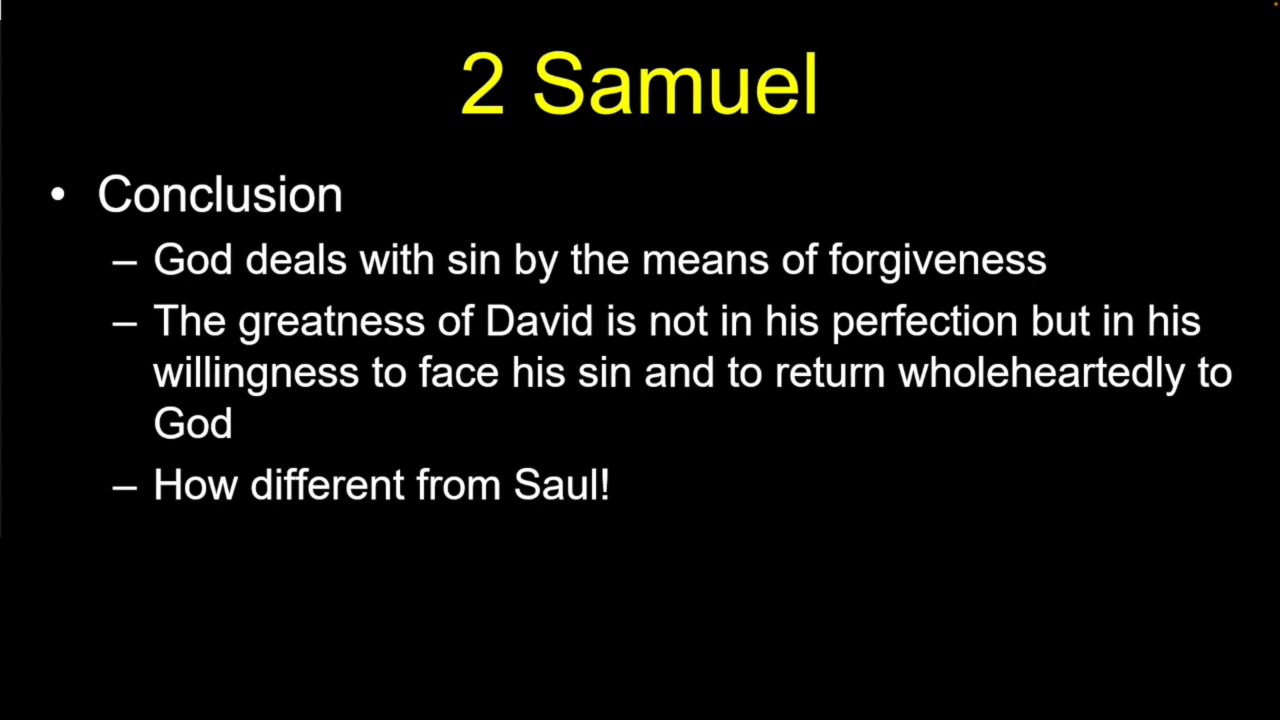 2 Samuel
• Conclusion
– God deals with sin by the means of forgiveness
– The greatness of David is not in his perfection but in his
willingness to face his sin and to return wholeheartedly to
God
– How different from Saul!